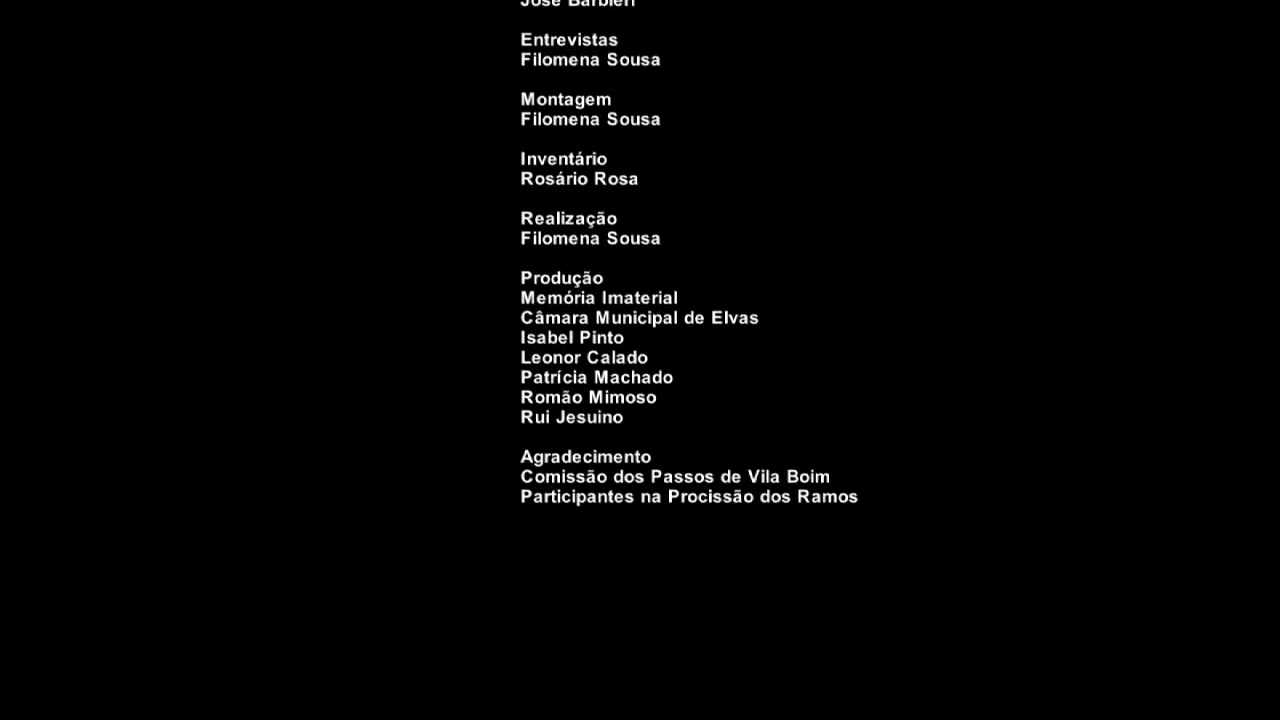 José Barbieri
Entrevistas
Filomena Sousa
Montagem
Filomena Sousa
Inventário
Rosário Rosa
Realização
Filomena Sousa
Produção
Memória Imaterial
Câmara Municipal de Elvas
Isabel Pinto
Leonor Calado
Patrícia Machado
Romão Mimoso
Rui Jesuino
Agradecimento
Comissão dos Passos de Vila Boim
Participantes na Procissão dos Ramos